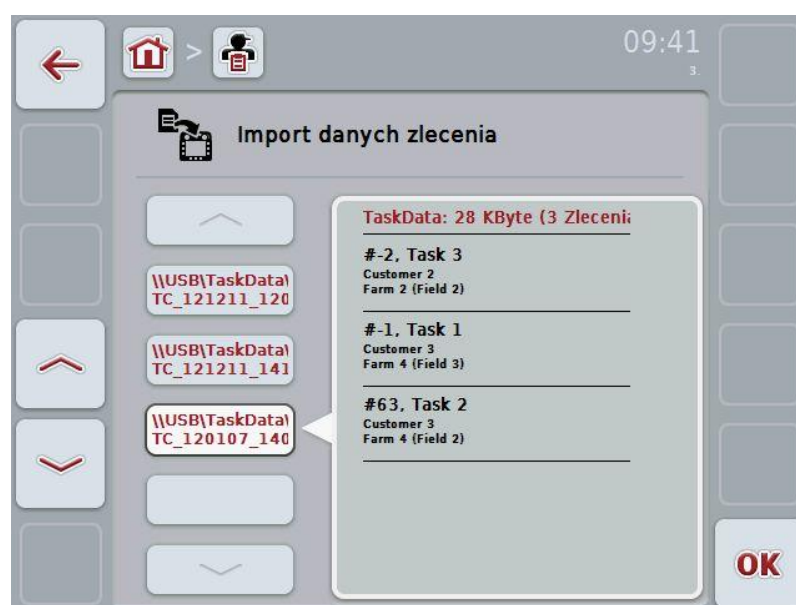 09:41
3.
Import danych zlecenia
\\USB\TaskData\
TC_121211_120
\\USB\TaskData\
TC_121211_141
\\USB\TaskData\
TC_120107_140
TaskData: 28 KByte (3 Zlecenia
#-2, Task 3
Customer 2
Farm 2 (Field 2)
#-1, Task 1
Customer 3
Farm 4 (Field 3)
#63, Task 2
Customer 3
Farm 4 (Field 2)
OK